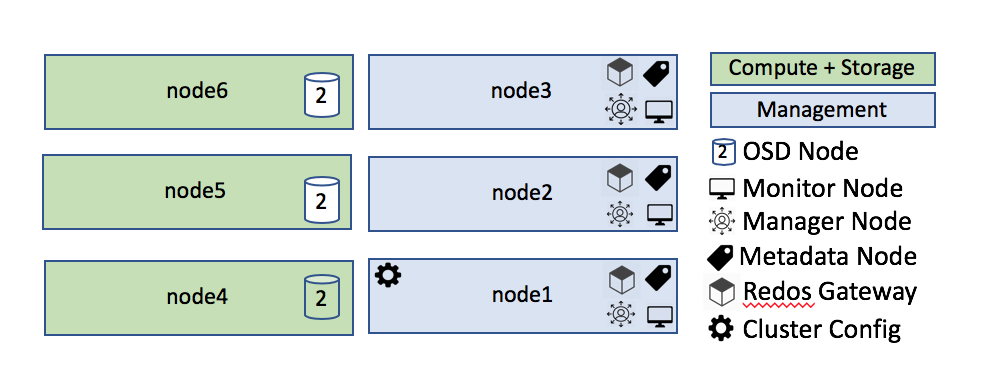 node6
2
node3
node5
2
node2
node4
2
node1
Compute + Storage
Management
2 OSD Node
Monitor Node
Manager Node
Metadata Node
Redos Gateway
Cluster Config